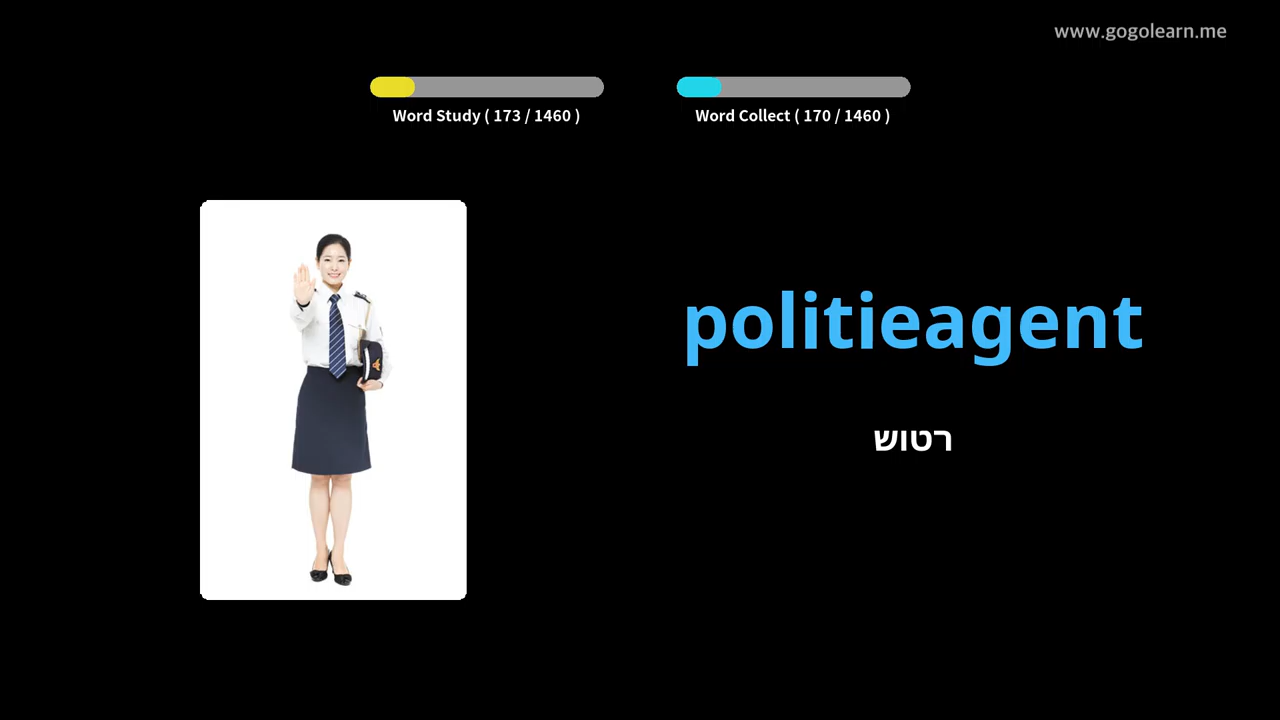 www.gogolearn.me
Word Study ( 173 / 1460 )
Word Collect ( 170 / 1460 )
politieagent
רטוש